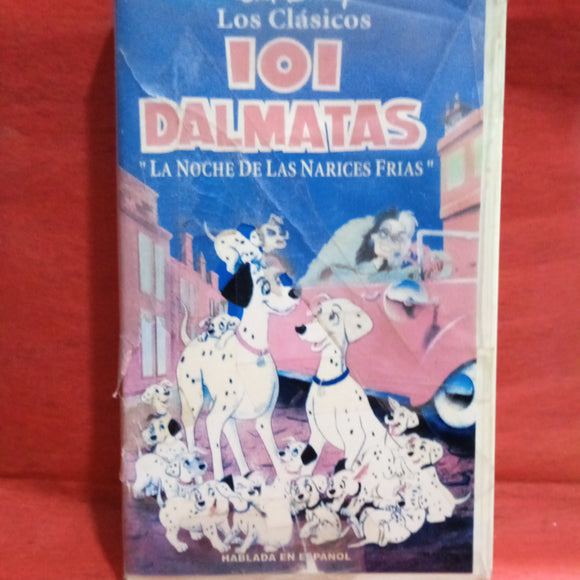 Los Clásicos
101
DALMATAS
" LA NOCHE DE LAS NARICES FRIAS "
HABLADA EN ESPAÑOL